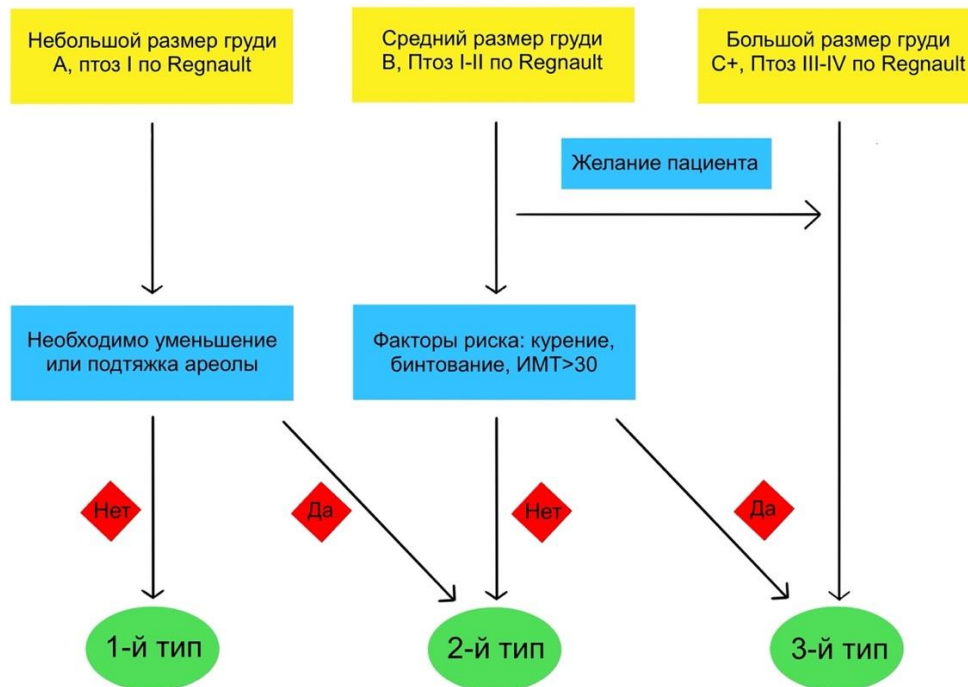 Небольшой размер груди
А, птоз I по Regnault
Средний размер груди
В, Птоз I-II по Regnault
Большой размер груди
С+, Птоз III-IV по Regnault
Желание пациента
Необходимо уменьшение
или подтяжка ареолы
Факторы риска: курение,
бинтование, ИМТ>30
Нет
Да
Нет
Да
1-й тип
2-й тип
3-й тип